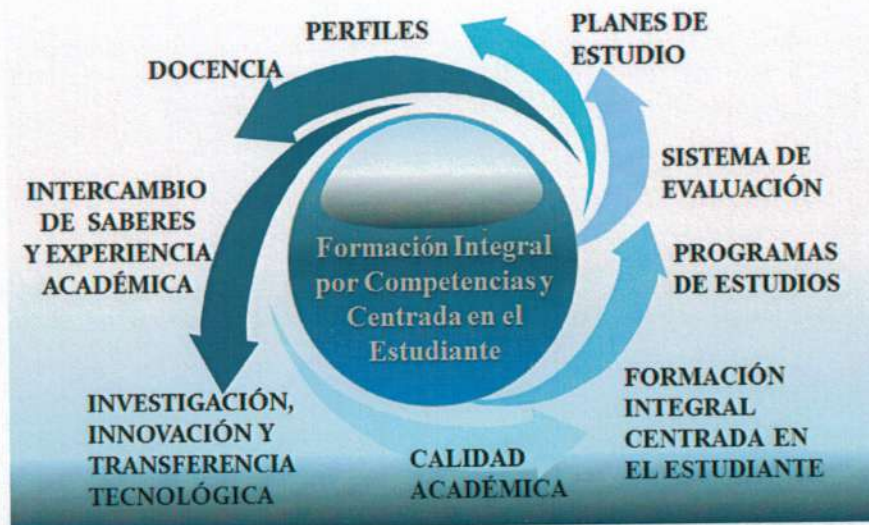 PERFILES
PLANES DE
ESTUDIO
DOCENCIA
SISTEMA DE
EVALUACIÓN
INTERCAMBIO
DE SABERES
Y EXPERIENCIA
ACADÉMICA
Formación Integral
por Competencias y
Centrada en el
Estudiante
PROGRAMAS
DE ESTUDIOS
INVESTIGACIÓN,
INNOVACIÓN Y
TRANSFERENCIA
TECNOLÓGICA
CALIDAD
ACADÉMICA
FORMACIÓN
INTEGRAL
CENTRADA EN
EL ESTUDIANTE